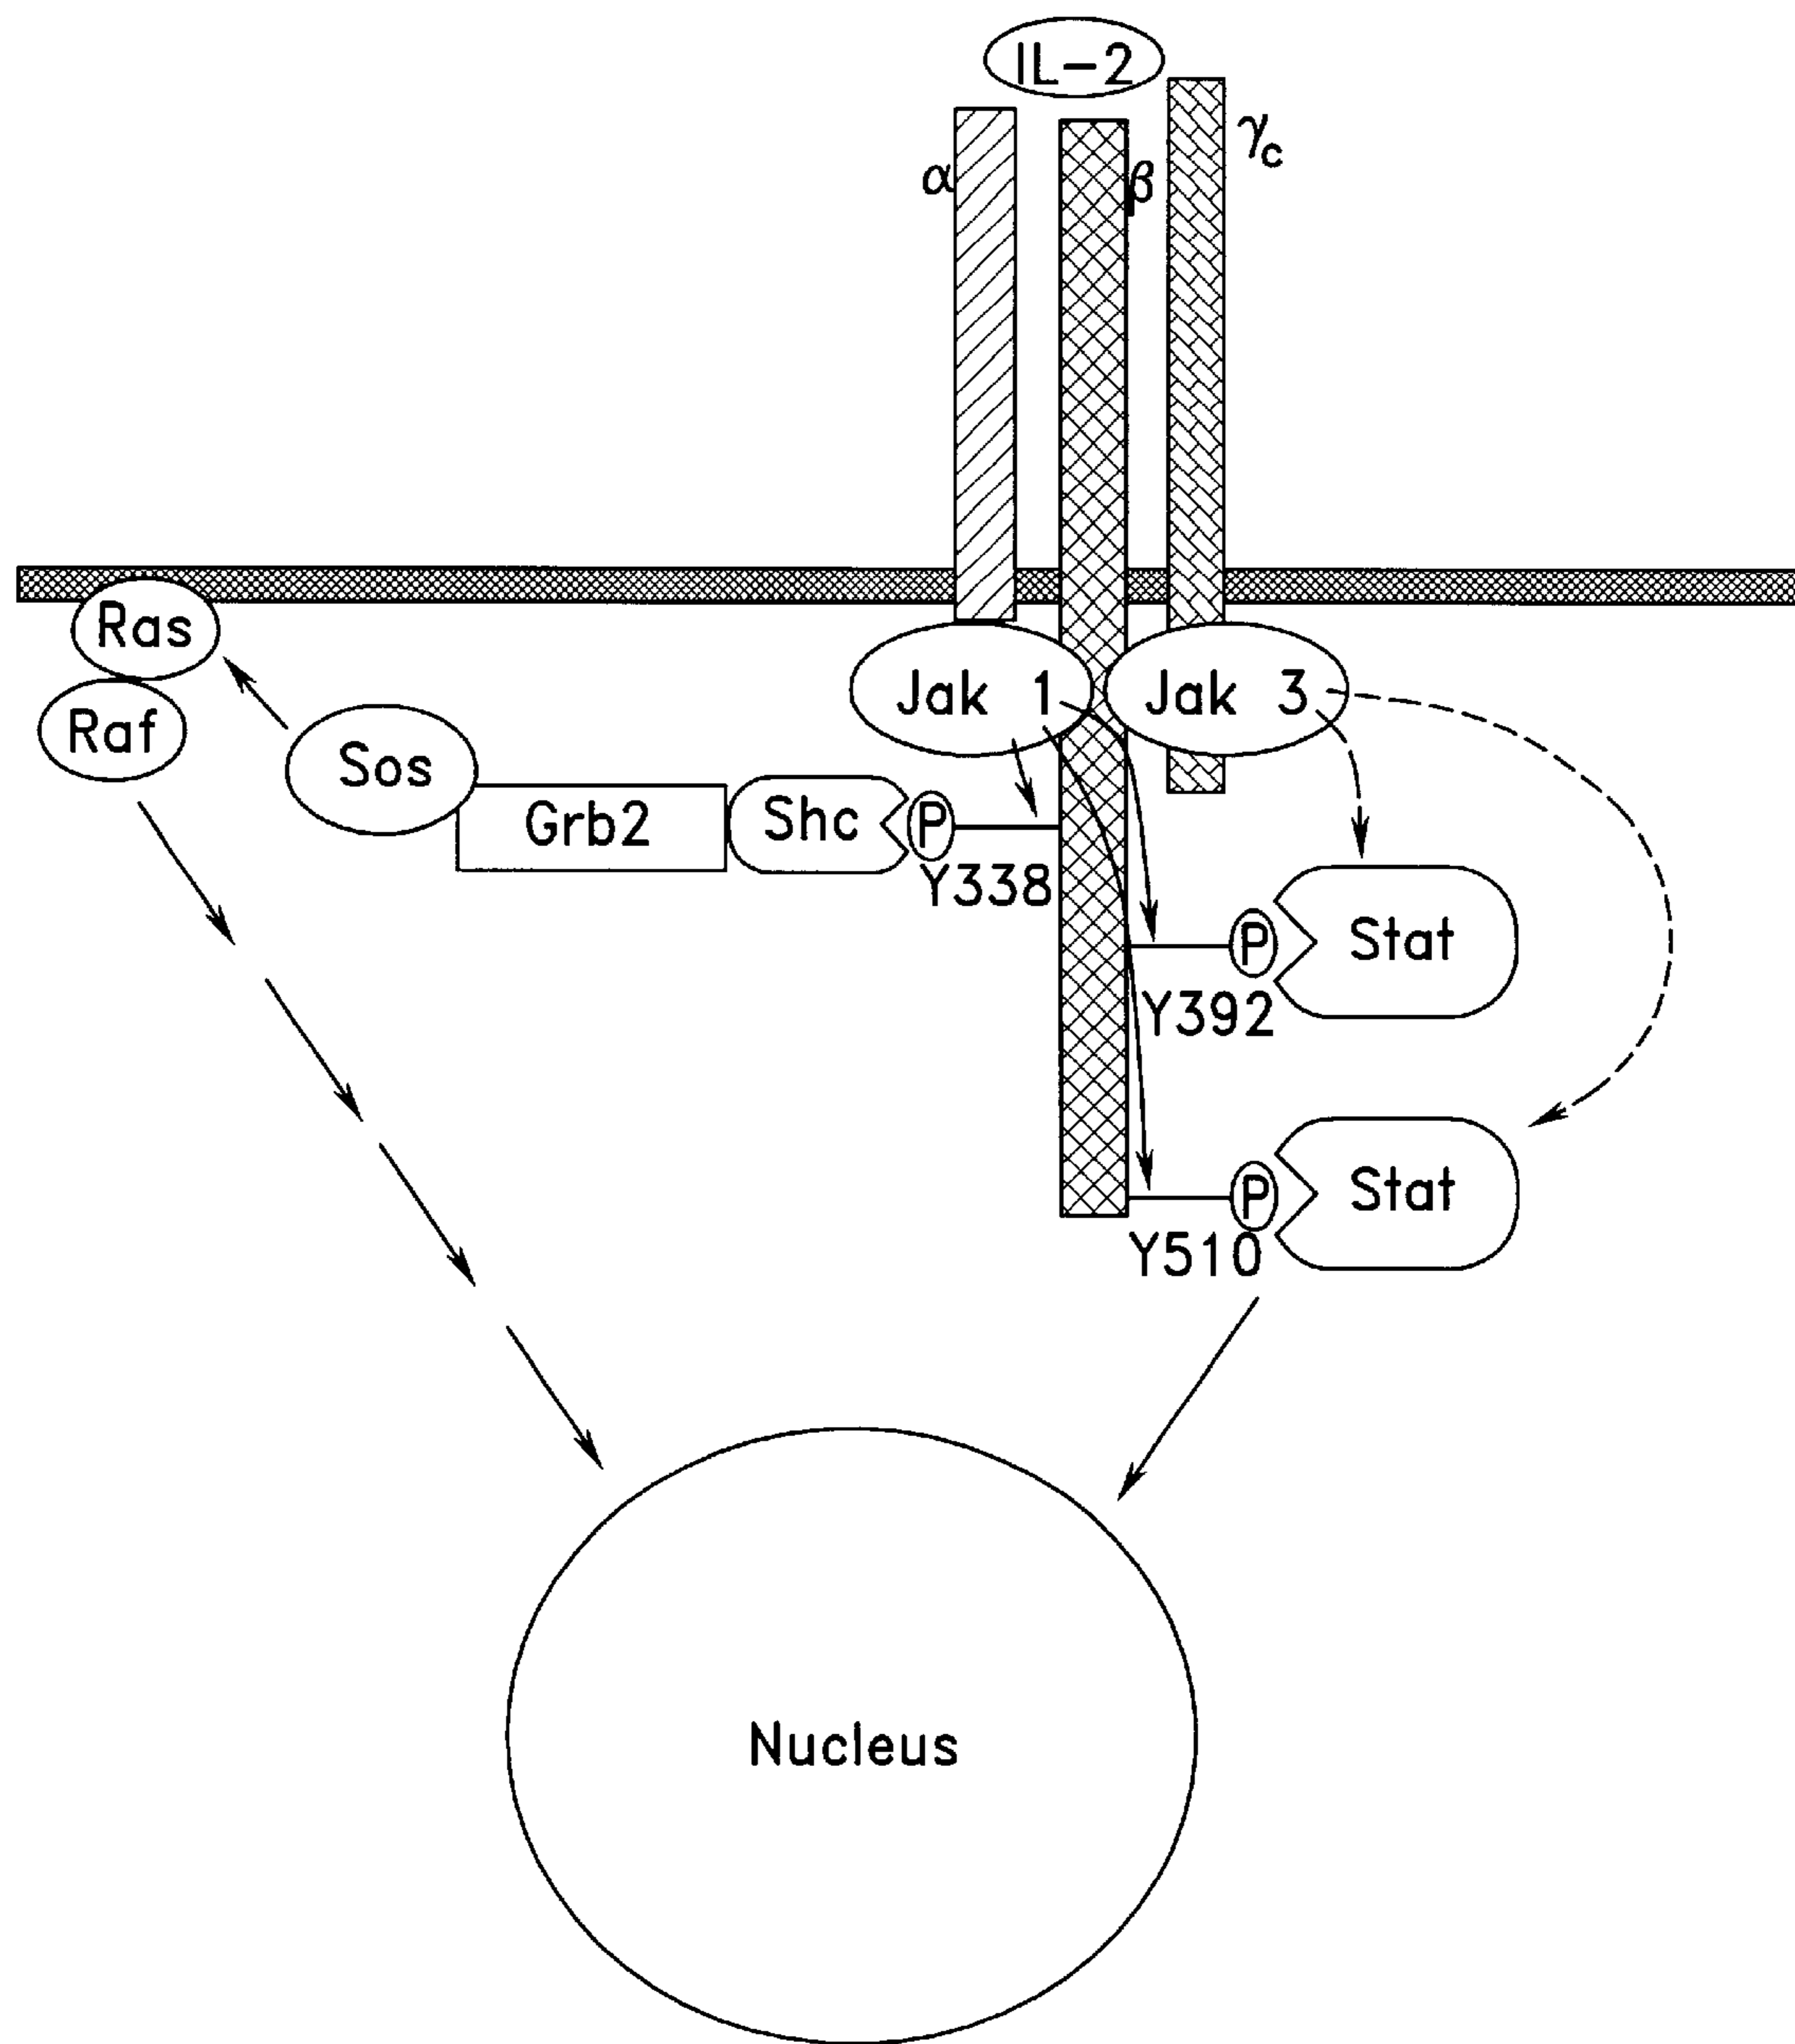 IL-2
α
β
γc
Ras
Raf
Sos
Grb2
Shc
P
Y338
Jak 1
Jak 3
P
Stat
Y392
P
Stat
Y510
Nucleus